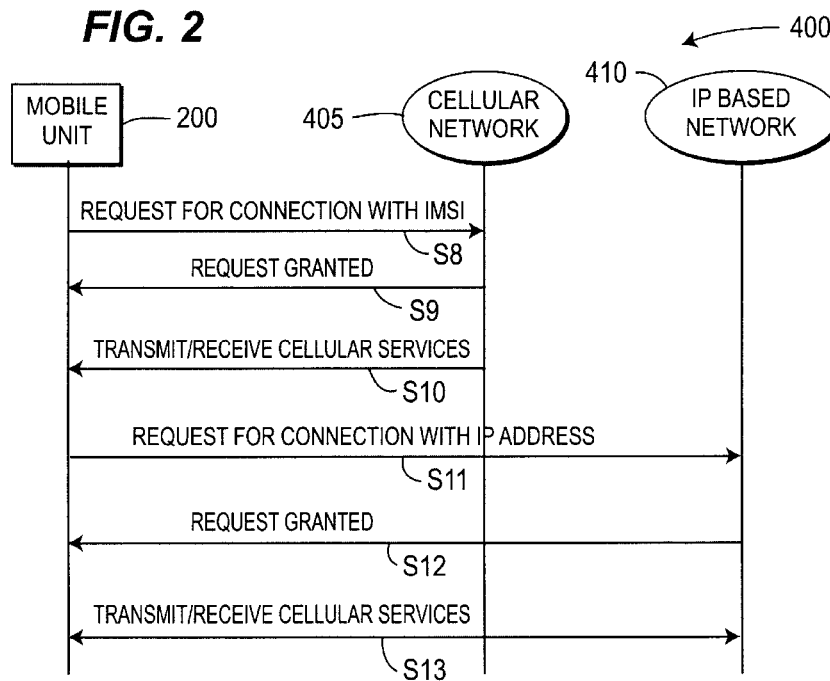 FIG. 2
400
MOBILE
UNIT
200
405
CELLULAR
NETWORK
410
IP BASED
NETWORK
REQUEST FOR CONNECTION WITH IMSI
S8
REQUEST GRANTED
S9
TRANSMIT/RECEIVE CELLULAR SERVICES
S10
REQUEST FOR CONNECTION WITH IP ADDRESS
S11
REQUEST GRANTED
S12
TRANSMIT/RECEIVE CELLULAR SERVICES
S13